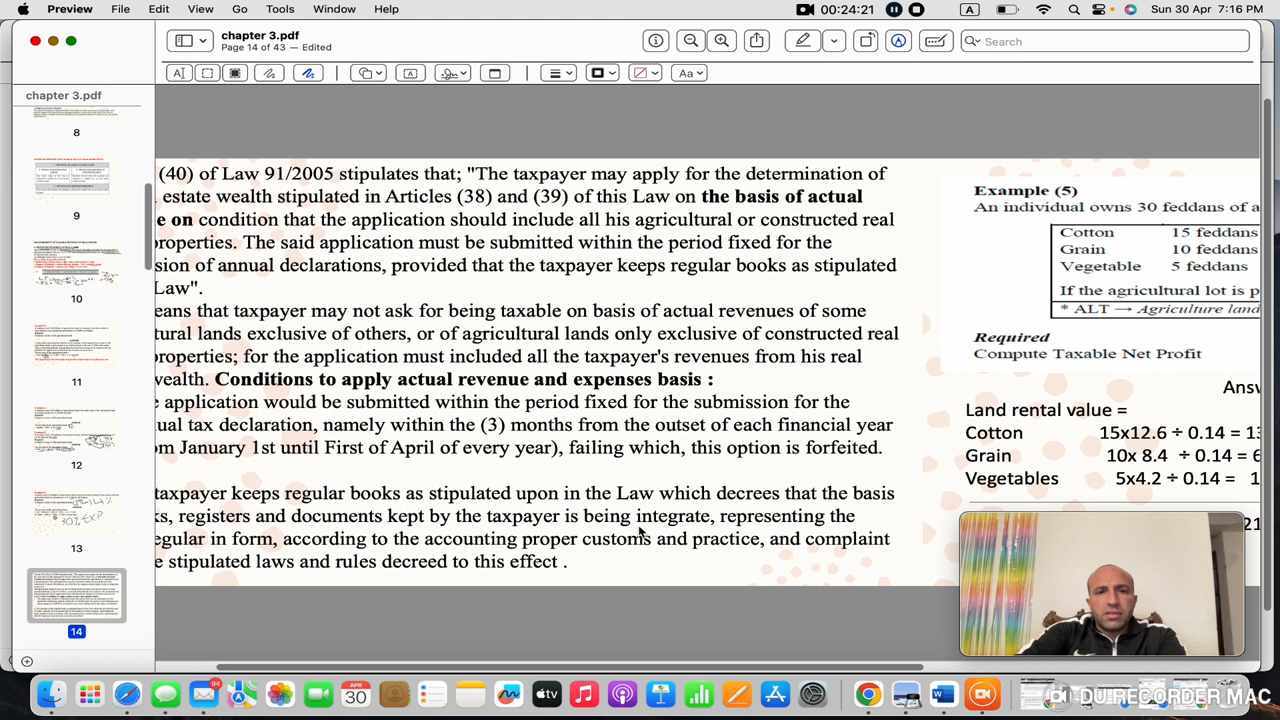 Preview File Edit View Go Tools Window Help 00:24:21 A Sun 30 Apr 7:16 PM
chapter 3.pdf
Page 14 of 43 — Edited
Search
chapter 3.pdf
8
9
10
11
12
13
14
(40) of
1/2005 stipulates that; "The taxpayer may apply for the determination of
estate wealth stipulated in Articles (38) and (39) of this Law on the basis of actual
e on condition that the application should include all his agricultural or constructed real
properties. The said application must be submitted within the period fixed for the
sion of annual declarations, provided that the taxpayer keeps regular books as stipulated
Law".
eans that taxpayer may not ask for being taxable on basis of actual revenues of some
tural lands exclusive of other parts of agricultural lands or exclusive of constructed real
properties; for the application must included all the taxpayer's revenues driven on his real
wealth. Conditions to apply actual revenue and expenses basis :
e application would be submitted within the period fixed for the submission for the
ual tax declaration (namely within the (3) months from the outset of the financial year
om January 1st until First of April of every year), failing which, this option is forfeited.
taxpayer keeps regular books as stipulated upon in the Law which deems that the basis
ks, registers and documents kept by the taxpayer is being integrate, representing the
egular in form, according to the accounting proper customs and practice, and complaint
e stipulated laws and rules decreed to this effect .
Example (5)
An individual owns 30 feddans of a
Cotton 15 feddans
Grain 10 feddans
Vegetable 5 feddans
If the agricultural lot is p
* ALT → Agricultural
Required
Compute Taxable Net Profit
Answ
Land rental value =
Cotton 15x12.6 ÷ 0.14 = 13
Grain 10x 8.4 ÷ 0.14 = 6
Vegetables 5x4.2 ÷ 0.14 = 1
21
94
APR
30
tv
DU RECORDER MAC